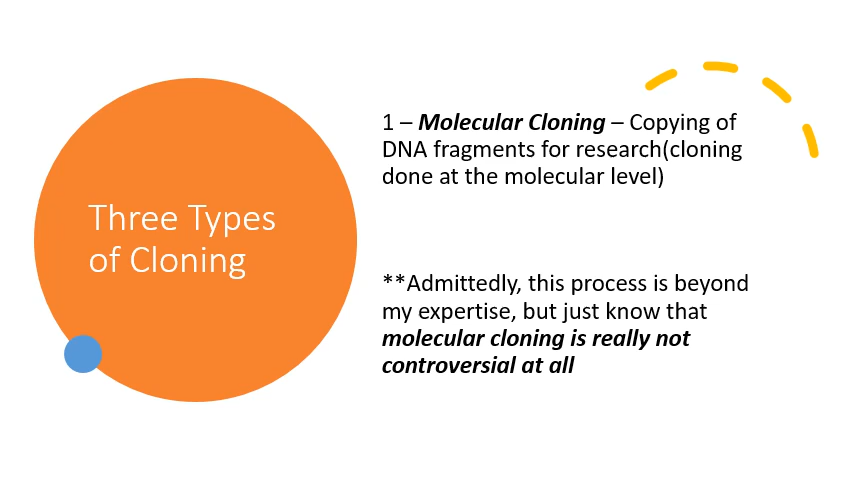 Three Types
of Cloning
1 – Molecular Cloning – Copying of
DNA fragments for research(cloning
done at the molecular level)
**Admittedly, this process is beyond
my expertise, but just know that
molecular cloning is really not
controversial at all